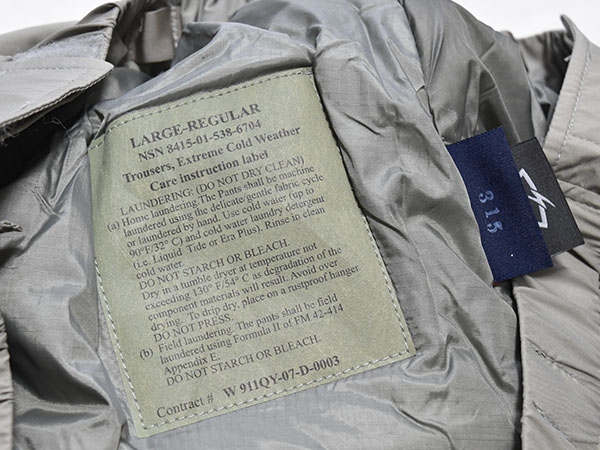 LARGE-REGULAR
NSN 8415-01-538-6704
Trousers, Extreme Cold Weather
Care instruction label
LAUNDERING: (DO NOT DRY CLEAN)
(a) Home laundering. The Pants shall be machine
laundered using the delicate/gentle fabric cycle
or laundered by hand. Use cold water (up to
90°F/32° C) and cold water laundry detergent
(i.e. Liquid Tide or Era Plus). Rinse in clean
cold water.
DO NOT STARCH OR BLEACH.
Dry in a tumble dryer at temperature not
exceeding 130° F/54° C as degradation of the
component materials will result. Avoid over
drying. To drip dry, place on a rustproof hanger.
DO NOT PRESS.
(b) Field laundering. The pants shall be field
laundered using Formula II of FM 42-414
Appendix E.
DO NOT STARCH OR BLEACH.
Contract # W911QY-07-D-0003
315